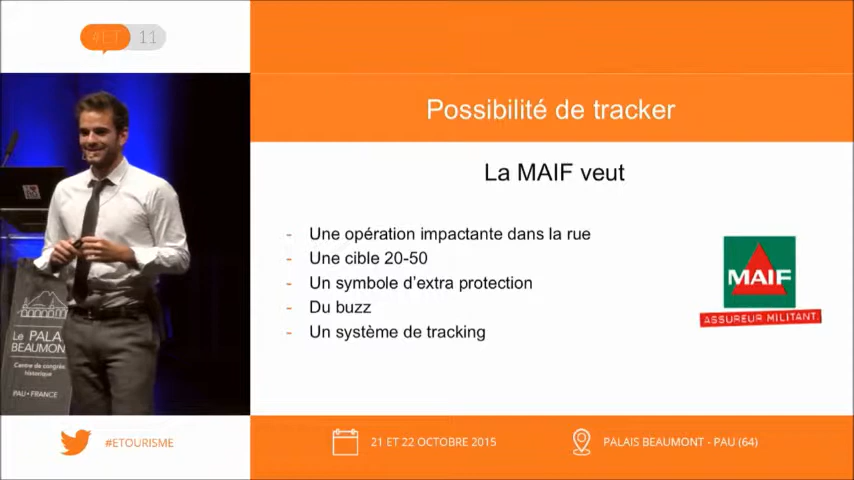 #ET 11
Possibilité de tracker
La MAIF veut
- Une opération impactante dans la rue
- Une cible 20-50
- Un symbole d'extra protection
- Du buzz
- Un système de tracking
MAIF
ASSUREUR MILITANT.
Le PALAIS
BEAUMONT
Centre de congrès
historique
PAU • FRANCE
#ETOURISME
21 ET 22 OCTOBRE 2015
PALAIS BEAUMONT - PAU (64)